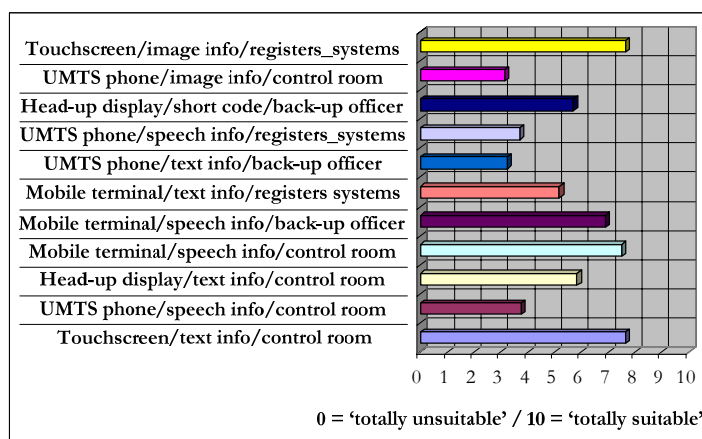 Touchscreen/image info/registers_systems
UMTS phone/image info/control room
Head-up display/short code/back-up officer
UMTS phone/speech info/registers_systems
UMTS phone/text info/back-up officer
Mobile terminal/text info/registers systems
Mobile terminal/speech info/back-up officer
Mobile terminal/speech info/control room
Head-up display/text info/control room
UMTS phone/speech info/control room
Touchscreen/text info/control room
0 1 2 3 4 5 6 7 8 9 10
0 = ‘totally unsuitable’ / 10 = ‘totally suitable’